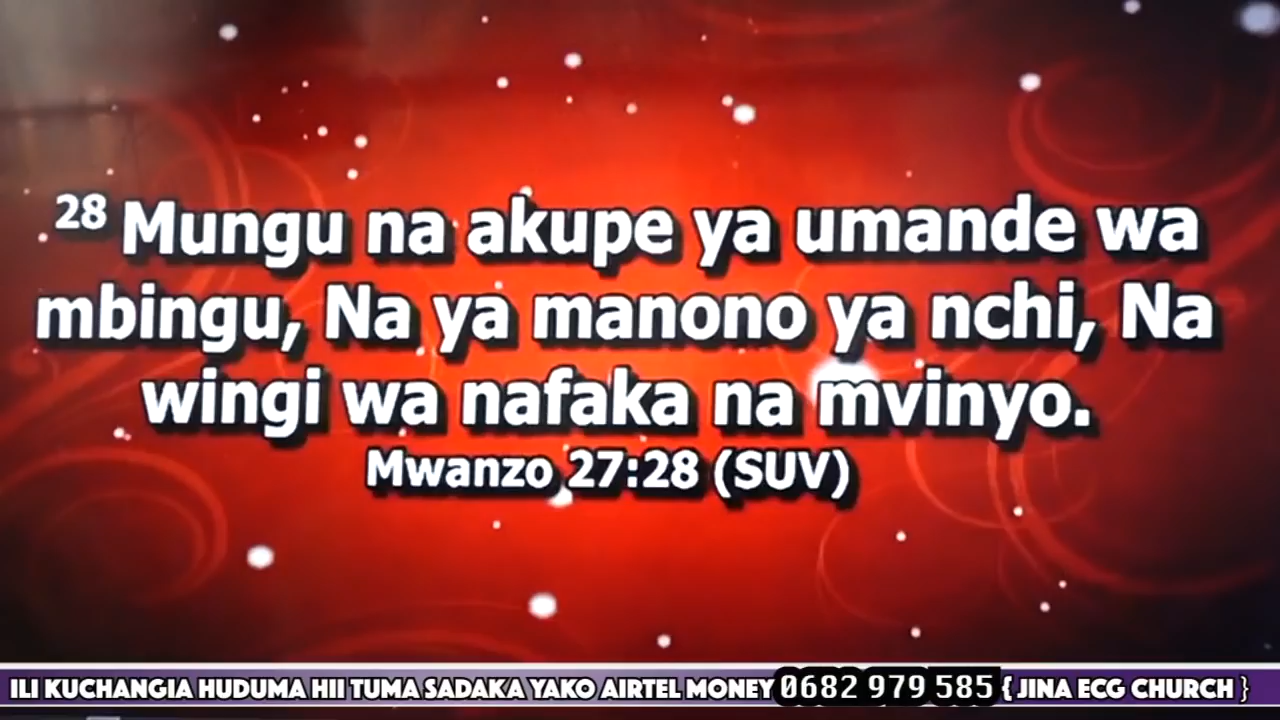 28 Mungu na akupe ya umande wa
mbingu, Na ya manono ya nchi, Na
wingi wa nafaka na mvinyo.
Mwanzo 27:28 (SUV)
ILI KUCHANGIA HUDUMA HII TUMA SADAKA YAKO AIRTEL MONEY 0682 979 585 { JINA ECG CHURCH }